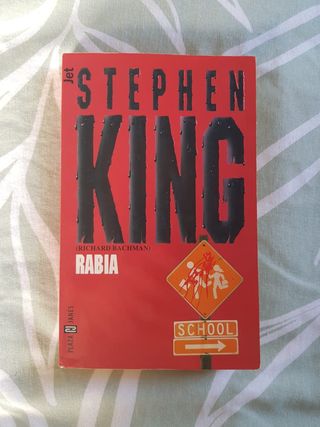 Jet
STEPHEN
KING
(RICHARD BACHMAN)
RABIA
SCHOOL
PLAZA & JANES